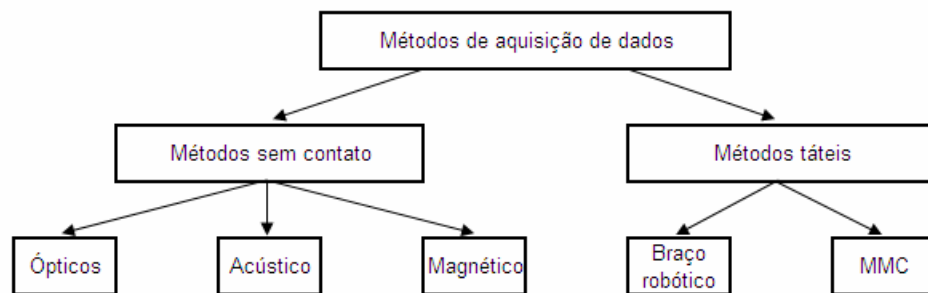 Métodos de aquisição de dados
Métodos sem contato
Métodos táteis
Ópticos
Acústico
Magnético
Braço
robótico
MMC